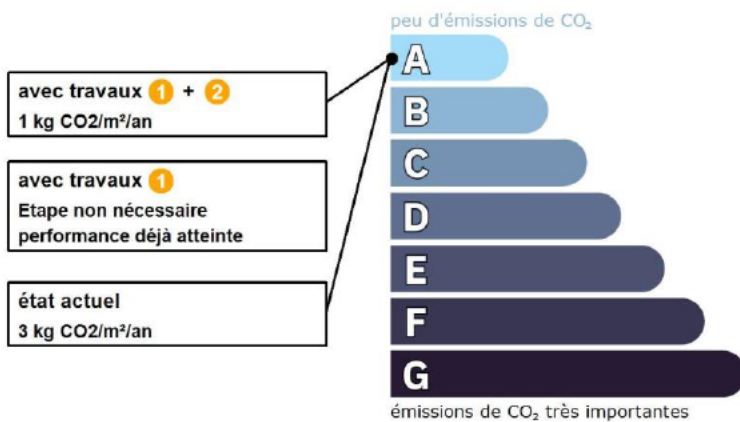 peu d'émissions de CO₂
A
avec travaux 1 + 2
1 kg CO2/m²/an
B
C
avec travaux 1
Etape non nécessaire
performance déjà atteinte
D
E
état actuel
3 kg CO2/m²/an
F
G
émissions de CO₂ très importantes